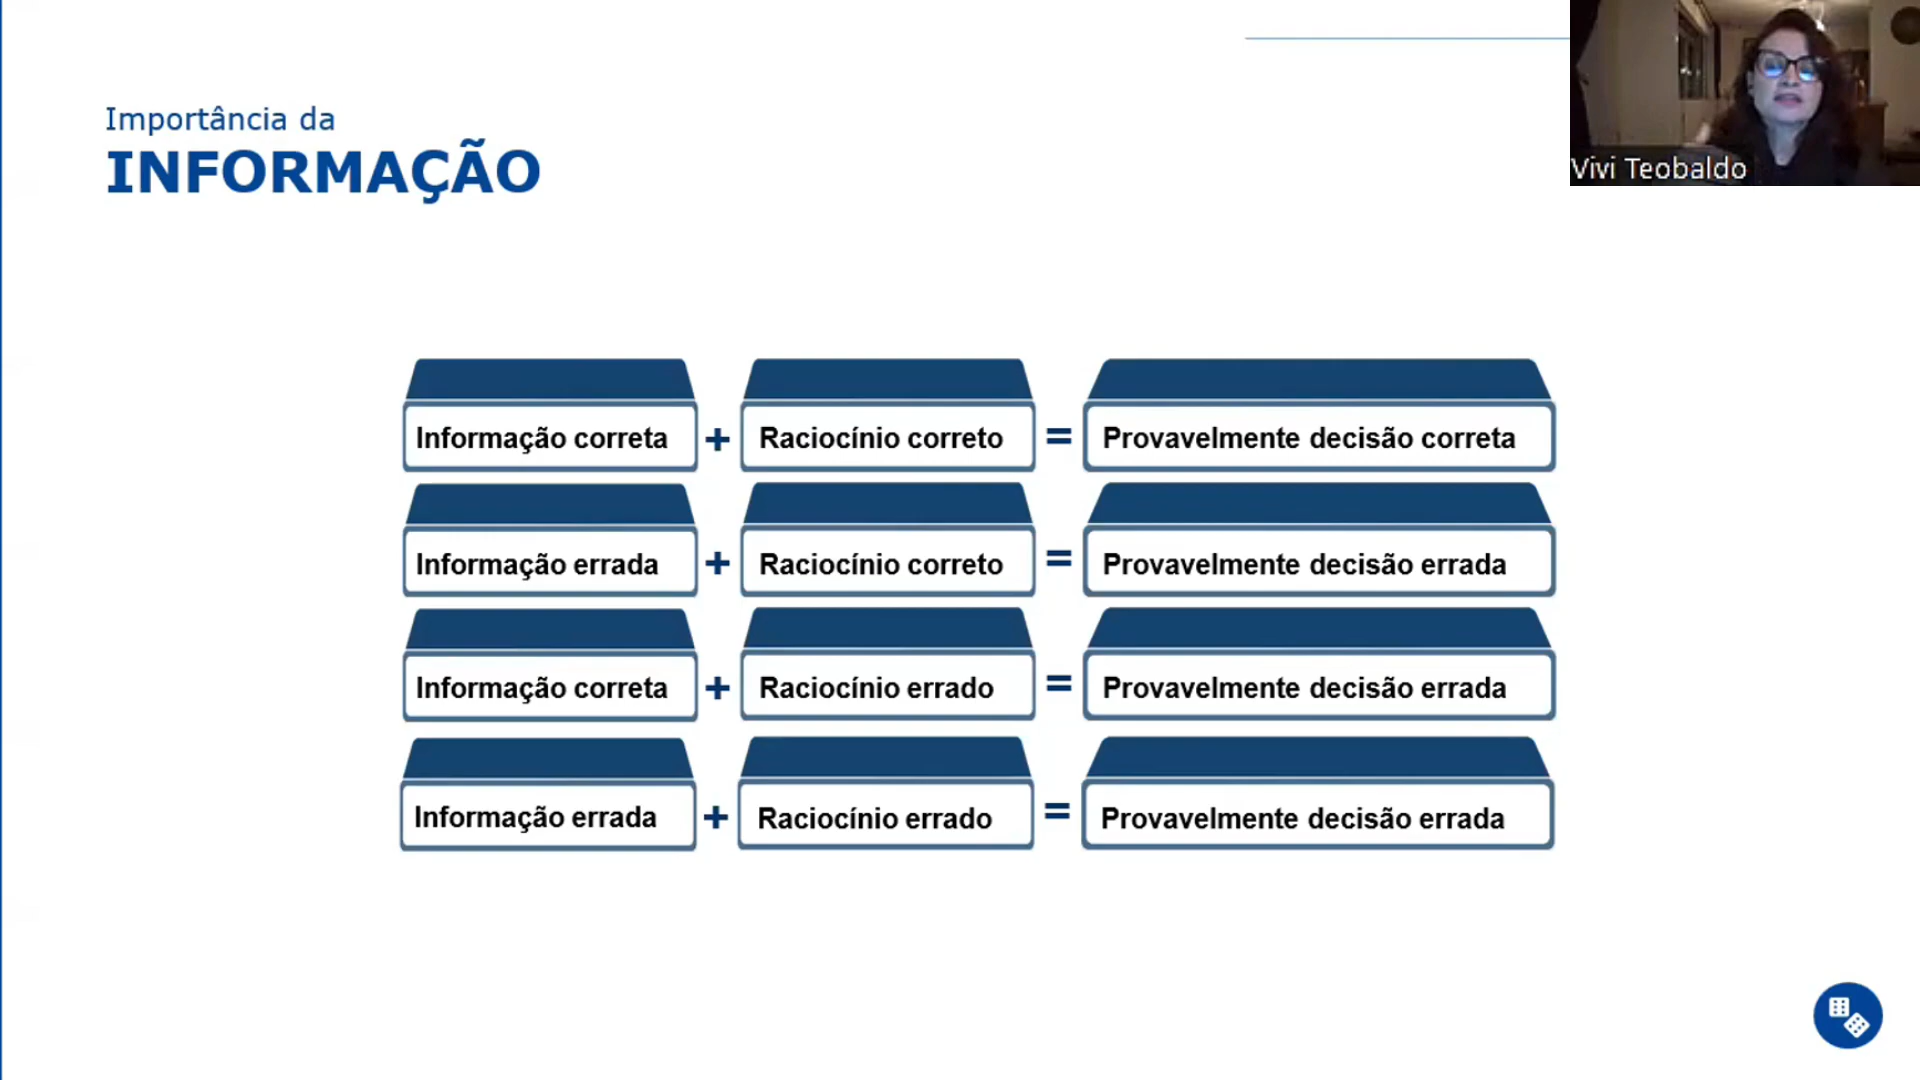 Importância da
INFORMAÇÃO
Vivi Teobaldo
Informação correta + Raciocínio correto = Provavelmente decisão correta
Informação errada + Raciocínio correto = Provavelmente decisão errada
Informação correta + Raciocínio errado = Provavelmente decisão errada
Informação errada + Raciocínio errado = Provavelmente decisão errada